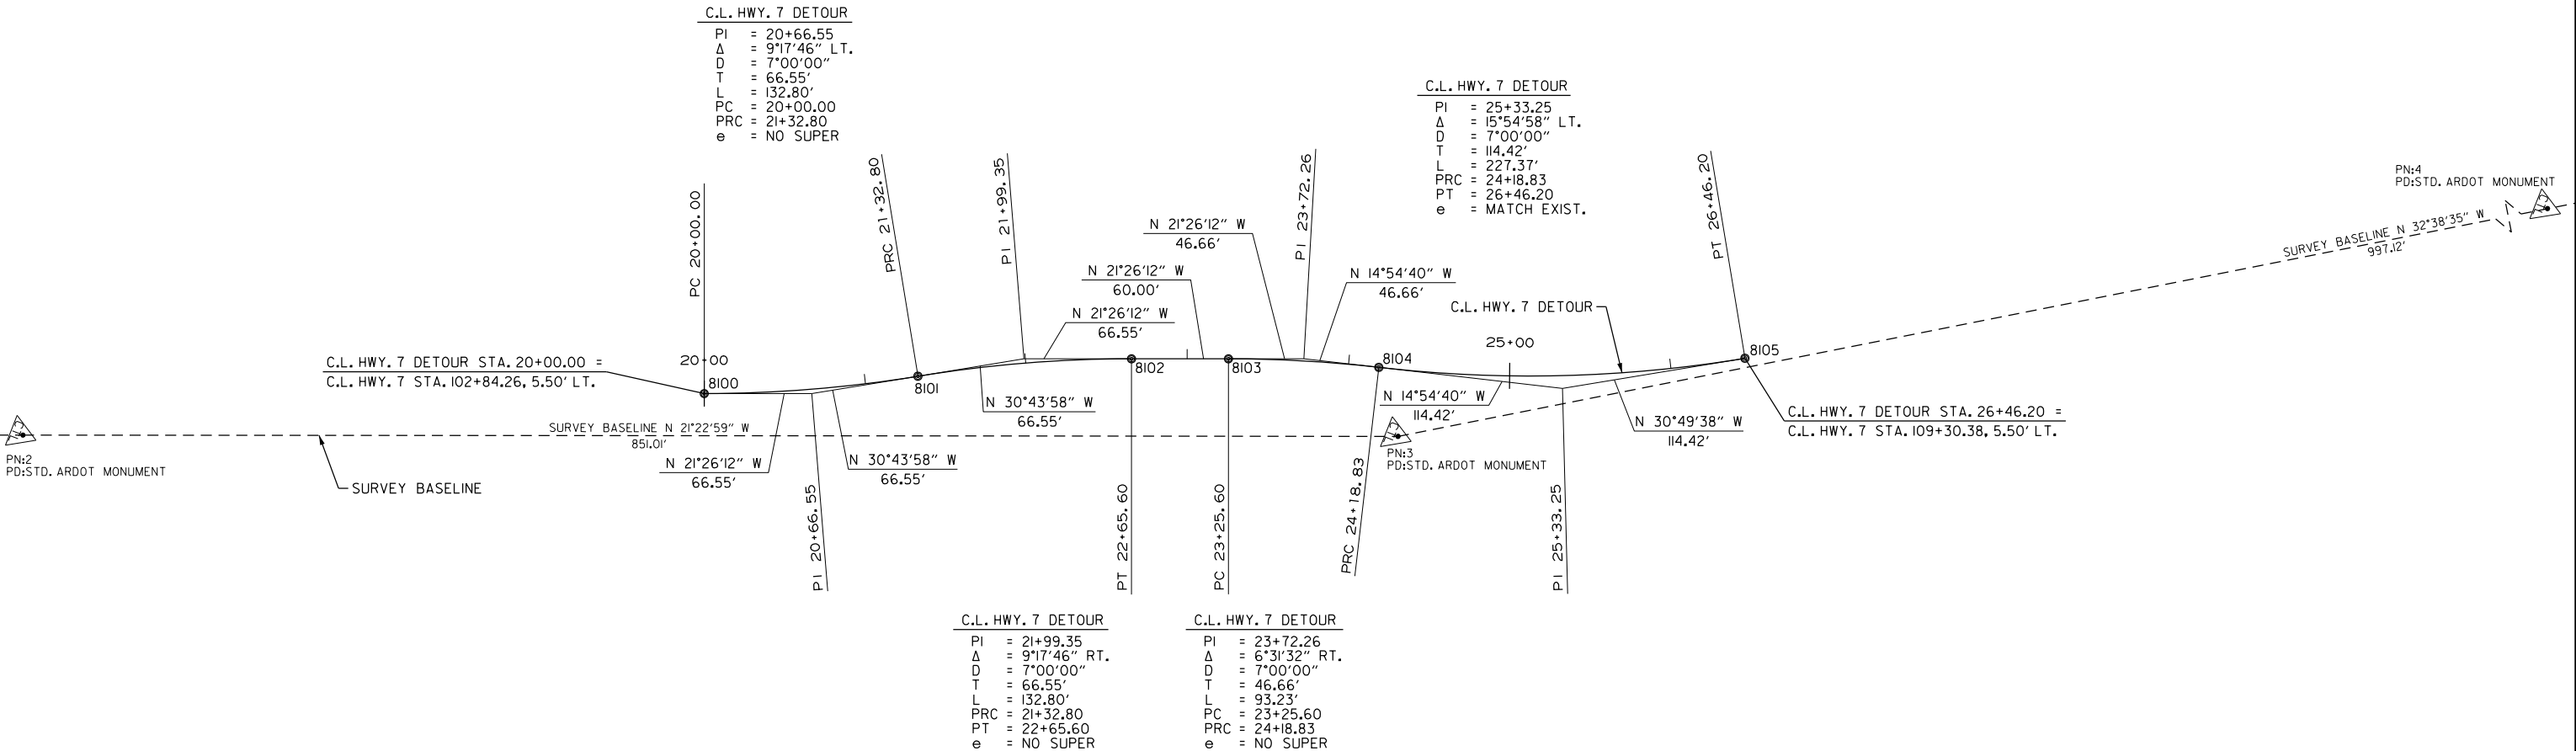 C.L. HWY. 7 DETOUR
PI = 20+66.55
Δ = 9°17'46" LT.
D = 7°00'00"
T = 66.55'
L = 132.80'
PC = 20+00.00
PRC = 21+32.80
e = NO SUPER
C.L. HWY. 7 DETOUR
PI = 25+33.25
Δ = 15°54'58" LT.
D = 7°00'00"
T = 114.42'
L = 227.37'
PRC = 24+18.83
PT = 26+46.20
e = MATCH EXIST.
PC 20+00.00
PRC 21+32.80
PI 21+99.35
PI 23+72.26
PT 26+46.20
PN:4
PD:STD. ARDOT MONUMENT
SURVEY BASELINE N 32°38'35" W
997.12'
N 21°26'12" W
46.66'
N 21°26'12" W
60.00'
N 21°26'12" W
66.55'
N 14°54'40" W
46.66'
C.L. HWY. 7 DETOUR
25+00
20+00
C.L. HWY. 7 DETOUR STA. 20+00.00 =
C.L. HWY. 7 STA. 102+84.26, 5.50' LT.
8100
8101
8102
8103
8104
8105
N 30°43'58" W
66.55'
N 14°54'40" W
114.42'
N 30°49'38" W
114.42'
C.L. HWY. 7 DETOUR STA. 26+46.20 =
C.L. HWY. 7 STA. 109+30.38, 5.50' LT.
SURVEY BASELINE N 21°22'59" W
851.01'
PN:2
PD:STD. ARDOT MONUMENT
SURVEY BASELINE
N 21°26'12" W
66.55'
N 30°43'58" W
66.55'
PN:3
PD:STD. ARDOT MONUMENT
PI 20+66.55
PT 22+65.60
PC 23+25.60
PRC 24+18.83
PI 25+33.25
C.L. HWY. 7 DETOUR
PI = 21+99.35
Δ = 9°17'46" RT.
D = 7°00'00"
T = 66.55'
L = 132.80'
PRC = 21+32.80
PT = 22+65.60
e = NO SUPER
C.L. HWY. 7 DETOUR
PI = 23+72.26
Δ = 6°31'32" RT.
D = 7°00'00"
T = 46.66'
L = 93.23'
PC = 23+25.60
PRC = 24+18.83
e = NO SUPER